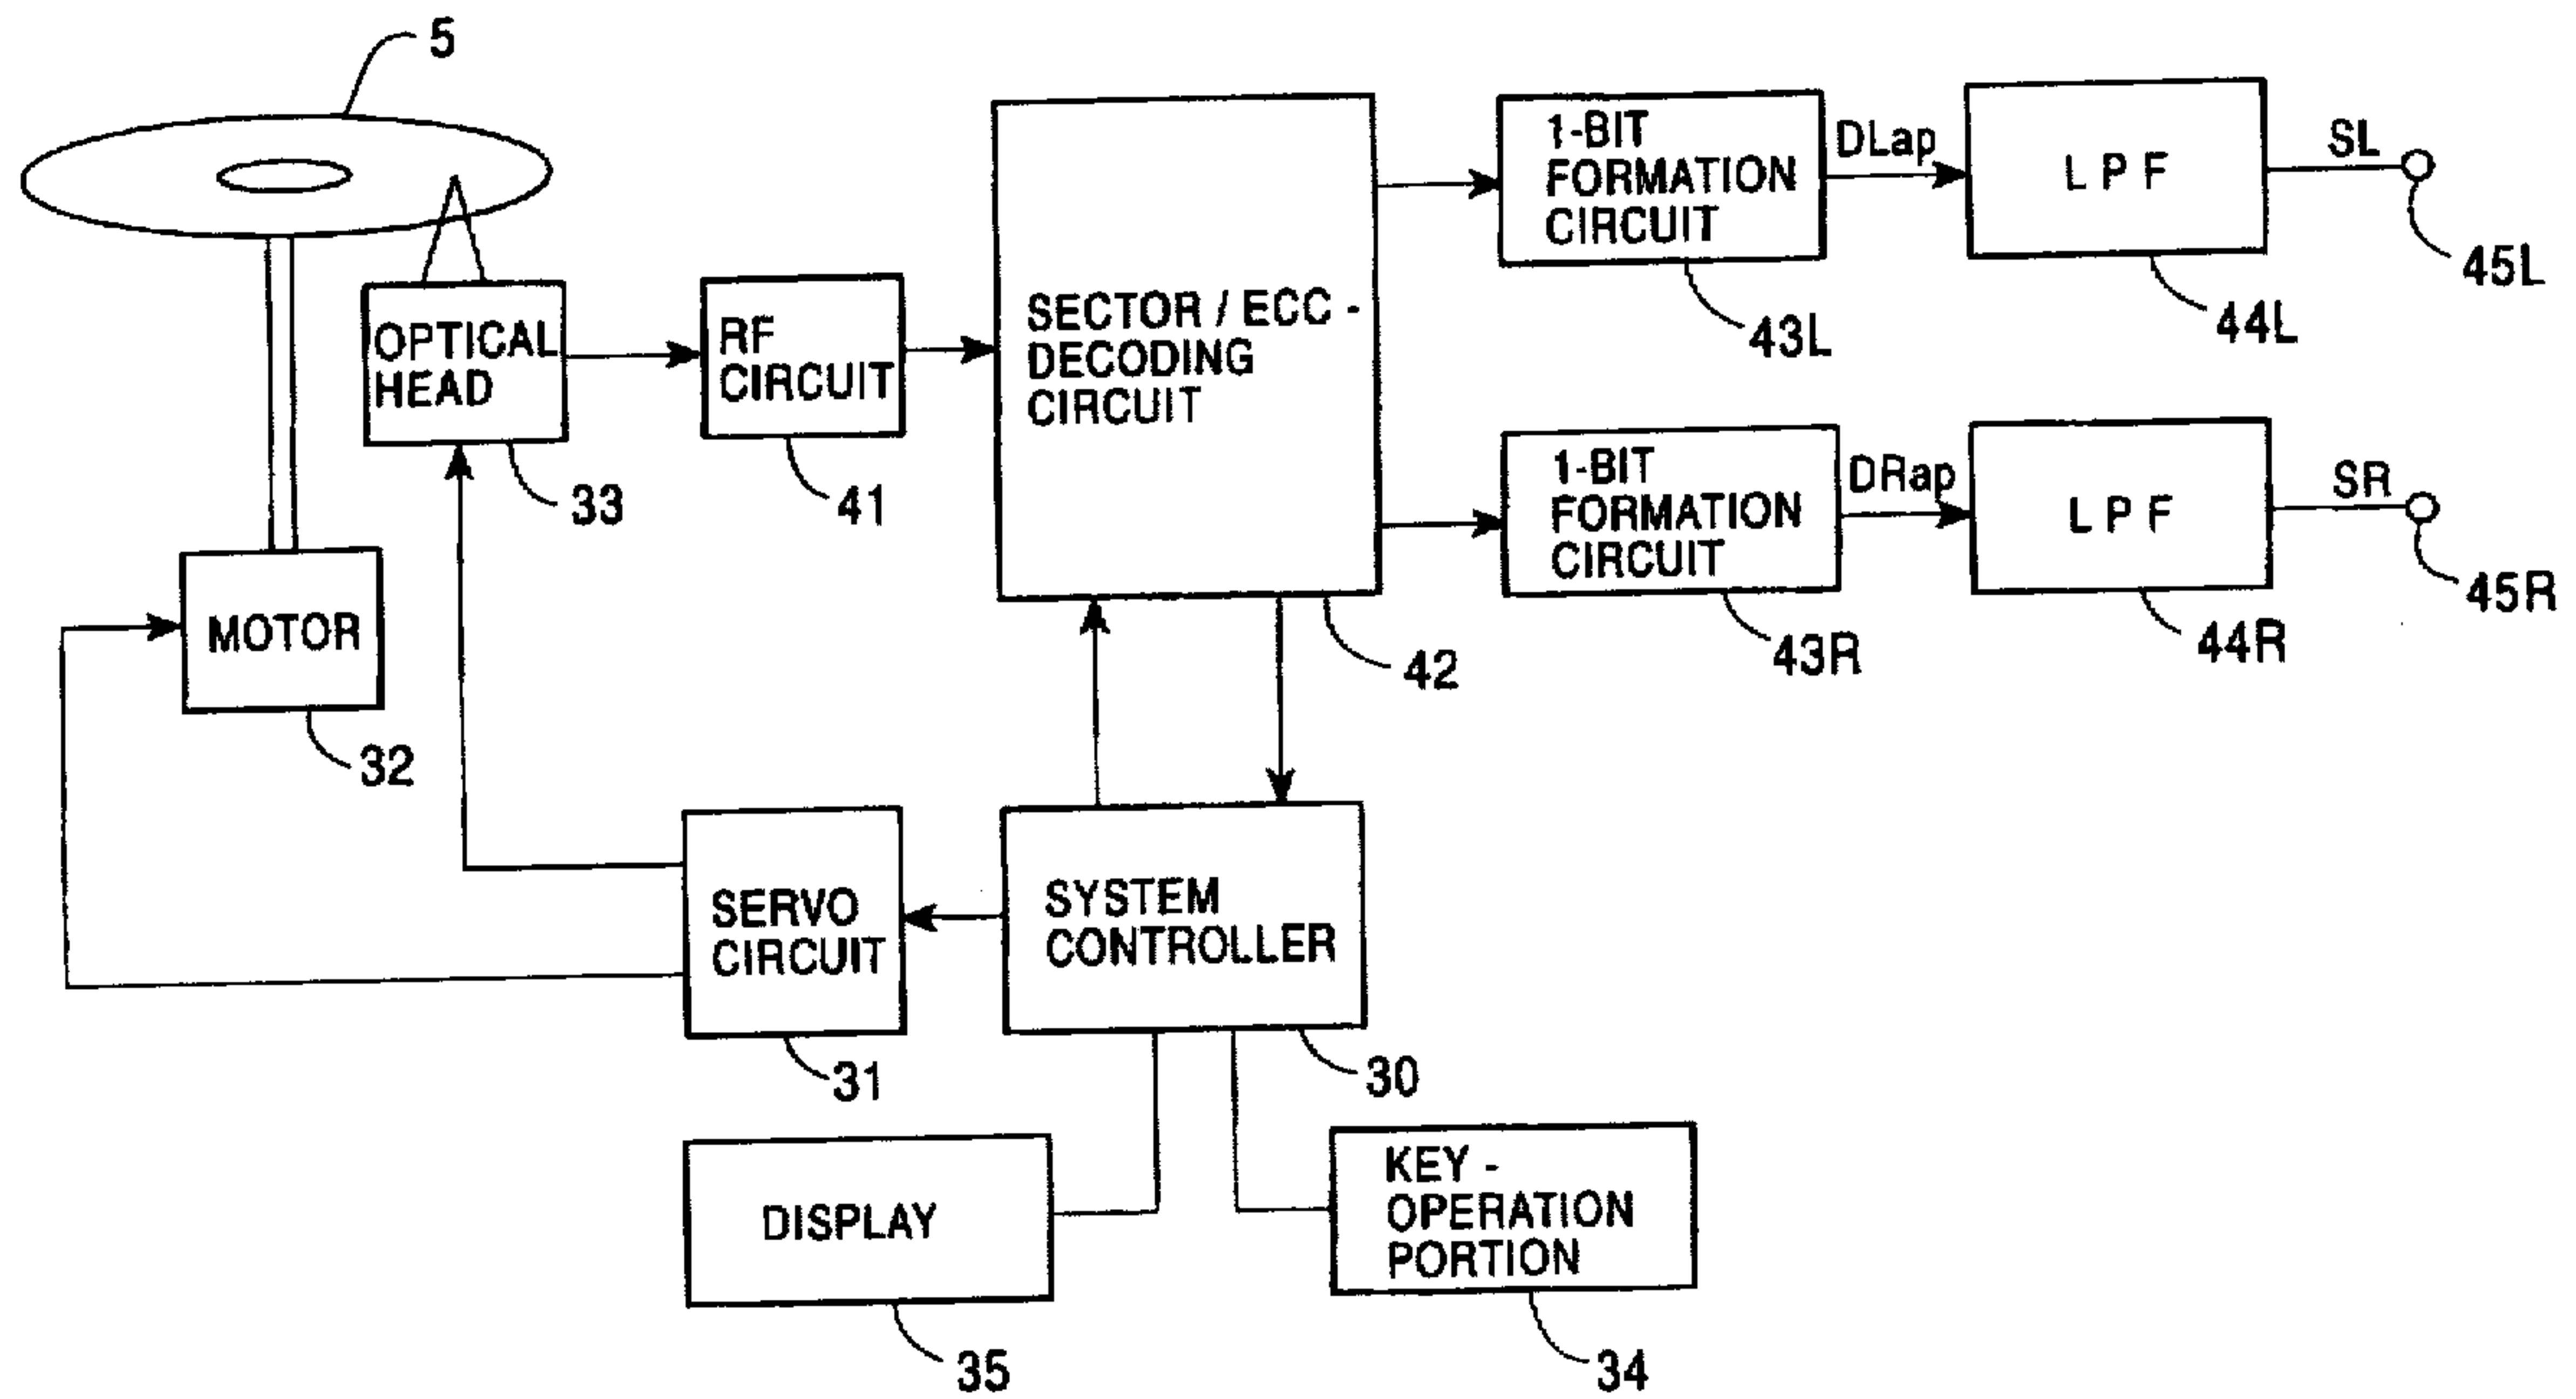 5
1-BIT
FORMATION
CIRCUIT
DLap
LPF
SL
45L
44L
43L
OPTICAL
HEAD
33
RF
CIRCUIT
41
SECTOR / ECC -
DECODING
CIRCUIT
42
1-BIT
FORMATION
CIRCUIT
DRap
LPF
SR
45R
44R
43R
MOTOR
32
SERVO
CIRCUIT
31
SYSTEM
CONTROLLER
30
DISPLAY
35
KEY -
OPERATION
PORTION
34